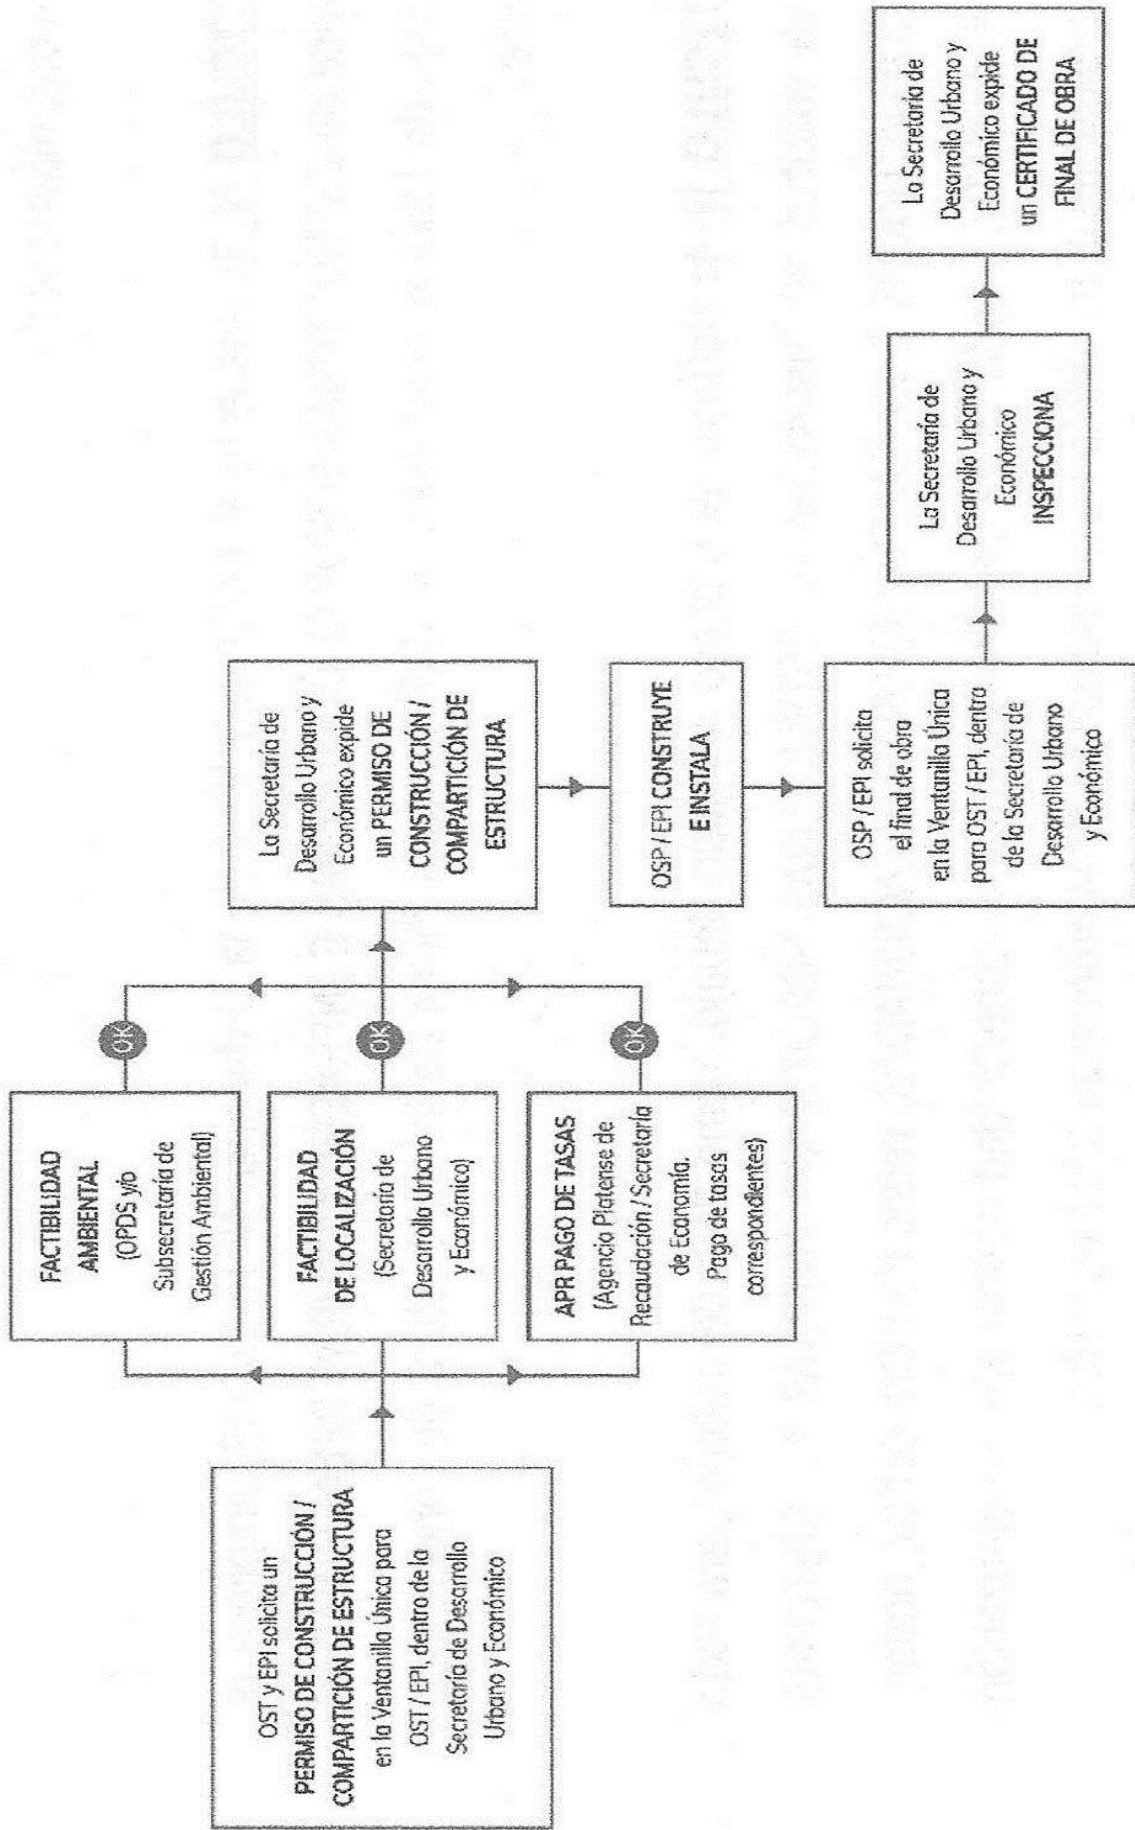 OST y EPI solicita un
PERMISO DE CONSTRUCCIÓN /
COMPARTICIÓN DE ESTRUCTURA
en la Ventanilla Única para
OST / EPI, dentro de la
Secretaría de Desarrollo
Urbano y Económico
FACTIBILIDAD
AMBIENTAL
(OPDS y/o
Subsecretaría de
Gestión Ambiental)
OK
FACTIBILIDAD
DE LOCALIZACIÓN
(Secretaría de
Desarrollo Urbano
y Económico)
OK
APR PAGO DE TASAS
(Agencia Platense de
Recaudación / Secretaría
de Economía.
Pago de tasas
correspondientes)
OK
La Secretaría de
Desarrollo Urbano y
Económico expide
un PERMISO DE
CONSTRUCCIÓN /
COMPARTICIÓN DE
ESTRUCTURA
OSP / EPI CONSTRUYE
E INSTALA
OSP / EPI solicita
el final de obra
en la Ventanilla Única
para OST / EPI, dentro
de la Secretaría de
Desarrollo Urbano
y Económico
La Secretaría de
Desarrollo Urbano y
Económico
INSPECCIONA
La Secretaría de
Desarrollo Urbano y
Económico expide
un CERTIFICADO DE
FINAL DE OBRA